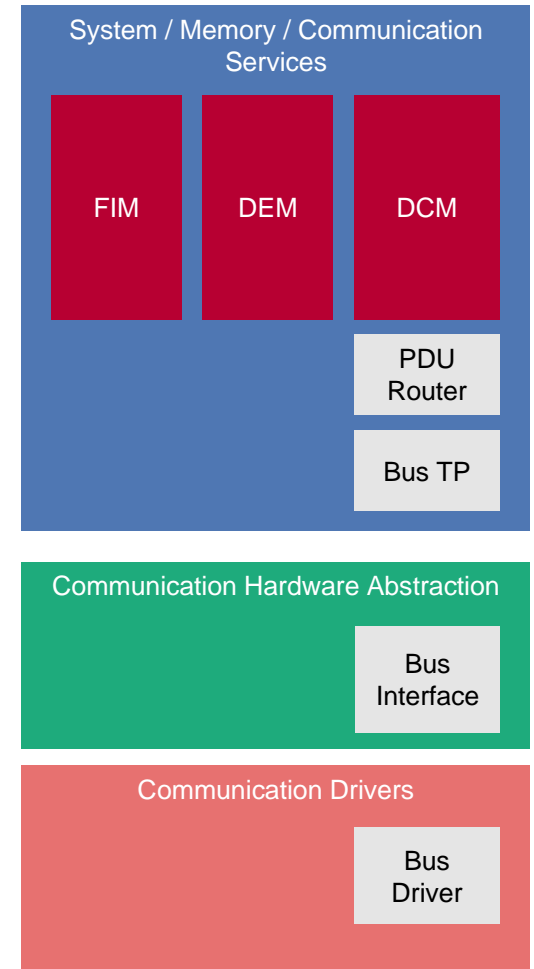 System / Memory / Communication
Services
FIM
DEM
DCM
PDU
Router
Bus TP
Communication Hardware Abstraction
Bus
Interface
Communication Drivers
Bus
Driver